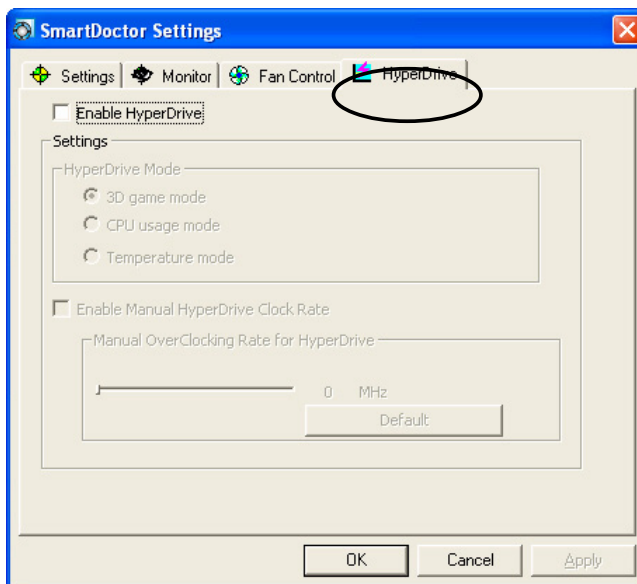 SmartDoctor Settings
Settings Monitor Fan Control HyperDrive
Enable HyperDrive
Settings
HyperDrive Mode
3D game mode
CPU usage mode
Temperature mode
Enable Manual HyperDrive Clock Rate
Manual OverClocking Rate for HyperDrive
0 MHz
Default
OK Cancel Apply